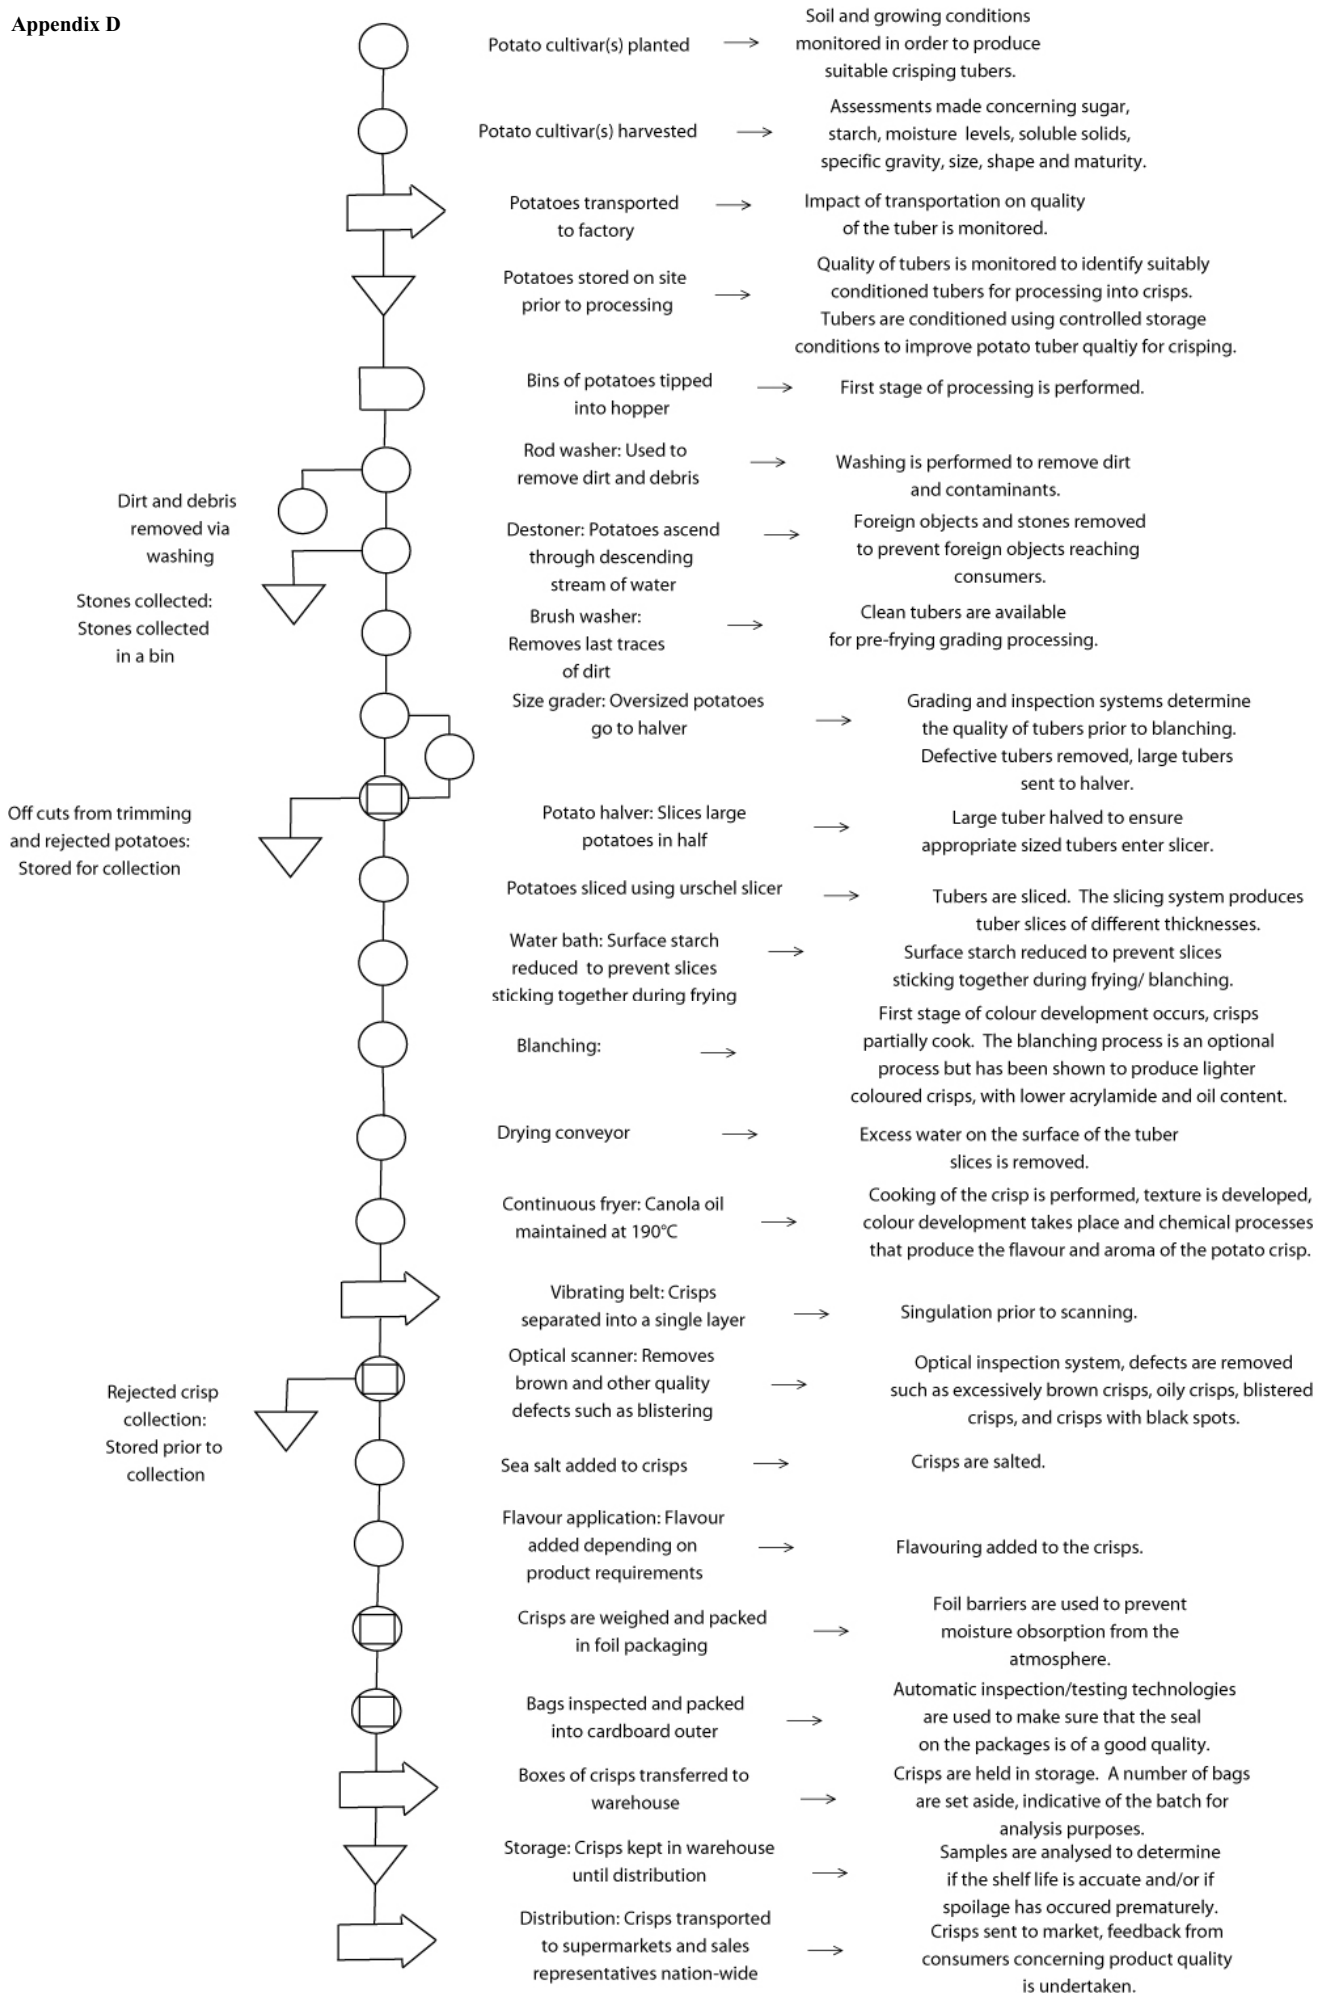 Appendix D
Potato cultivar(s) planted
Soil and growing conditions
monitored in order to produce
suitable crisping tubers.
Potato cultivar(s) harvested
Assessments made concerning sugar,
starch, moisture levels, soluble solids,
specific gravity, size, shape and maturity.
Potatoes transported
to factory
Impact of transportation on quality
of the tuber is monitored.
Potatoes stored on site
prior to processing
Quality of tubers is monitored to identify suitably
conditioned tubers for processing into crisps.
Tubers are conditioned using controlled storage
conditions to improve potato tuber qualtiy for crisping.
Bins of potatoes tipped
into hopper
First stage of processing is performed.
Rod washer: Used to
remove dirt and debris
Washing is performed to remove dirt
and contaminants.
Dirt and debris
removed via
washing
Destoner: Potatoes ascend
through descending
stream of water
Foreign objects and stones removed
to prevent foreign objects reaching
consumers.
Stones collected:
Stones collected
in a bin
Brush washer:
Removes last traces
of dirt
Clean tubers are available
for pre-frying grading processing.
Size grader: Oversized potatoes
go to halver
Grading and inspection systems determine
the quality of tubers prior to blanching.
Defective tubers removed, large tubers
sent to halver.
Off cuts from trimming
and rejected potatoes:
Stored for collection
Potato halver: Slices large
potatoes in half
Large tuber halved to ensure
appropriate sized tubers enter slicer.
Potatoes sliced using urschel slicer
Tubers are sliced. The slicing system produces
tuber slices of different thicknesses.
Water bath: Surface starch
reduced to prevent slices
sticking together during frying
Surface starch reduced to prevent slices
sticking together during frying/ blanching.
Blanching:
First stage of colour development occurs, crisps
partially cook. The blanching process is an optional
process but has been shown to produce lighter
coloured crisps, with lower acrylamide and oil content.
Drying conveyor
Excess water on the surface of the tuber
slices is removed.
Continuous fryer: Canola oil
maintained at 190°C
Cooking of the crisp is performed, texture is developed,
colour development takes place and chemical processes
that produce the flavour and aroma of the potato crisp.
Vibrating belt: Crisps
separated into a single layer
Singulation prior to scanning.
Optical scanner: Removes
brown and other quality
defects such as blistering
Optical inspection system, defects are removed
such as excessively brown crisps, oily crisps, blistered
crisps, and crisps with black spots.
Rejected crisp
collection:
Stored prior to
collection
Sea salt added to crisps
Crisps are salted.
Flavour application: Flavour
added depending on
product requirements
Flavouring added to the crisps.
Crisps are weighed and packed
in foil packaging
Foil barriers are used to prevent
moisture obsorption from the
atmosphere.
Bags inspected and packed
into cardboard outer
Automatic inspection/testing technologies
are used to make sure that the seal
on the packages is of a good quality.
Boxes of crisps transferred to
warehouse
Crisps are held in storage. A number of bags
are set aside, indicative of the batch for
analysis purposes.
Storage: Crisps kept in warehouse
until distribution
Samples are analysed to determine
if the shelf life is accuate and/or if
spoilage has occured prematurely.
Distribution: Crisps transported
to supermarkets and sales
representatives nation-wide
Crisps sent to market, feedback from
consumers concerning product quality
is undertaken.